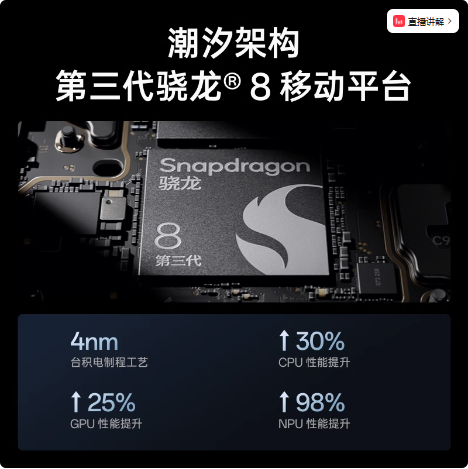 直播讲解
潮汐架构
第三代骁龙® 8 移动平台
Snapdragon
骁龙
8
第三代
4nm
台积电制程工艺
↑ 30%
CPU 性能提升
↑ 25%
GPU 性能提升
↑ 98%
NPU 性能提升